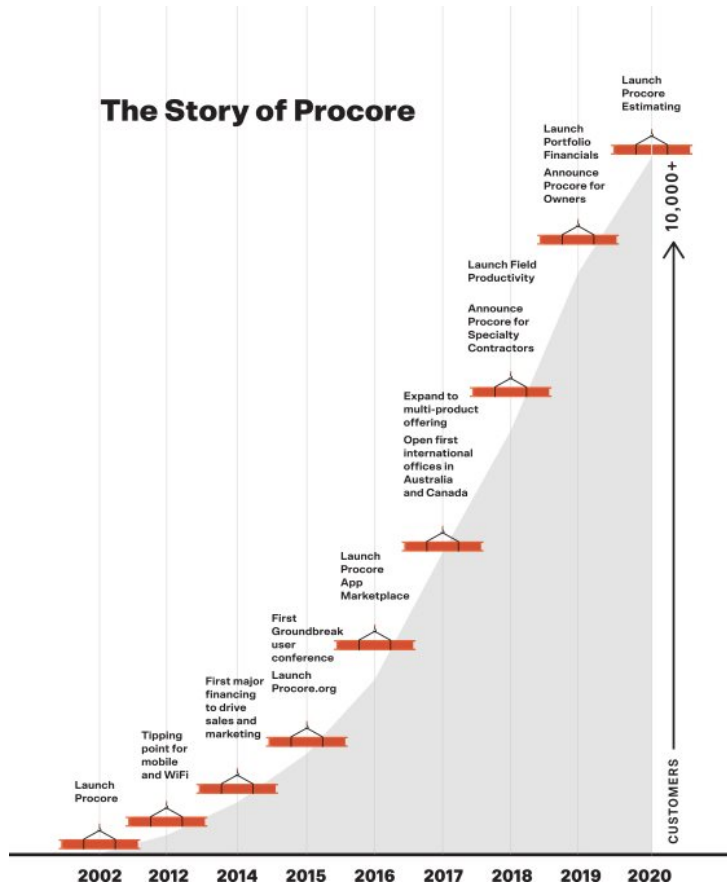 The Story of Procore
Launch
Procore
Estimating
Launch
Portfolio
Financials
Announce
Procore for
Owners
10,000+
Launch Field
Productivity
Announce
Procore for
Specialty
Contractors
Expand to
multi-product
offering
Open first
international
offices in
Australia
and Canada
Launch
Procore
App
Marketplace
First
Groundbreak
user
conference
Launch
Procore.org
First major
financing
to drive
sales and
marketing
Tipping
point for
mobile
and WiFi
Launch
Procore
CUSTOMERS
2002 2012 2014 2015 2016 2017 2018 2019 2020